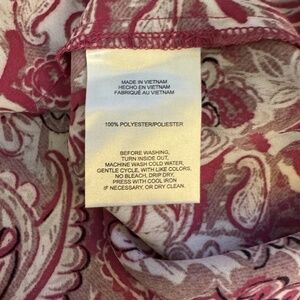 MADE IN VIETNAM
HECHO EN VIETNAM
FABRIQUÉ AU VIETNAM
100% POLYESTER/POLIESTER
BEFORE WASHING,
TURN INSIDE OUT,
MACHINE WASH COLD WATER,
GENTLE CYCLE, WITH LIKE COLORS,
NO BLEACH, DRIP DRY,
PRESS WITH COOL IRON
IF NECESSARY, OR DRY CLEAN.